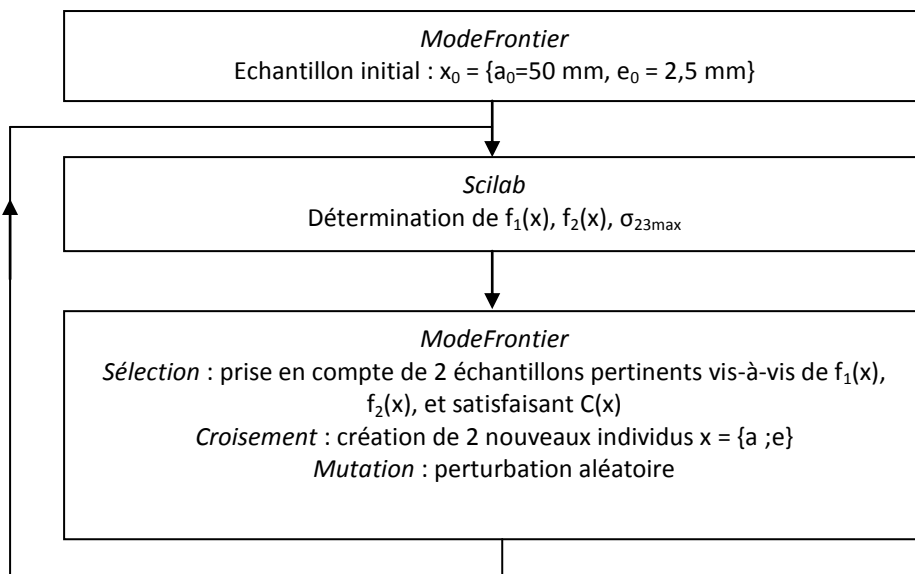 ModeFrontier
Echantillon initial : x₀ = {a₀=50 mm, e₀ = 2,5 mm}
Scilab
Détermination de f₁(x), f₂(x), σ₂₃ₘₐₓ
ModeFrontier
Sélection : prise en compte de 2 échantillons pertinents vis-à-vis de f₁(x),
f₂(x), et satisfaisant C(x)
Croisement : création de 2 nouveaux individus x = {a ;e}
Mutation : perturbation aléatoire